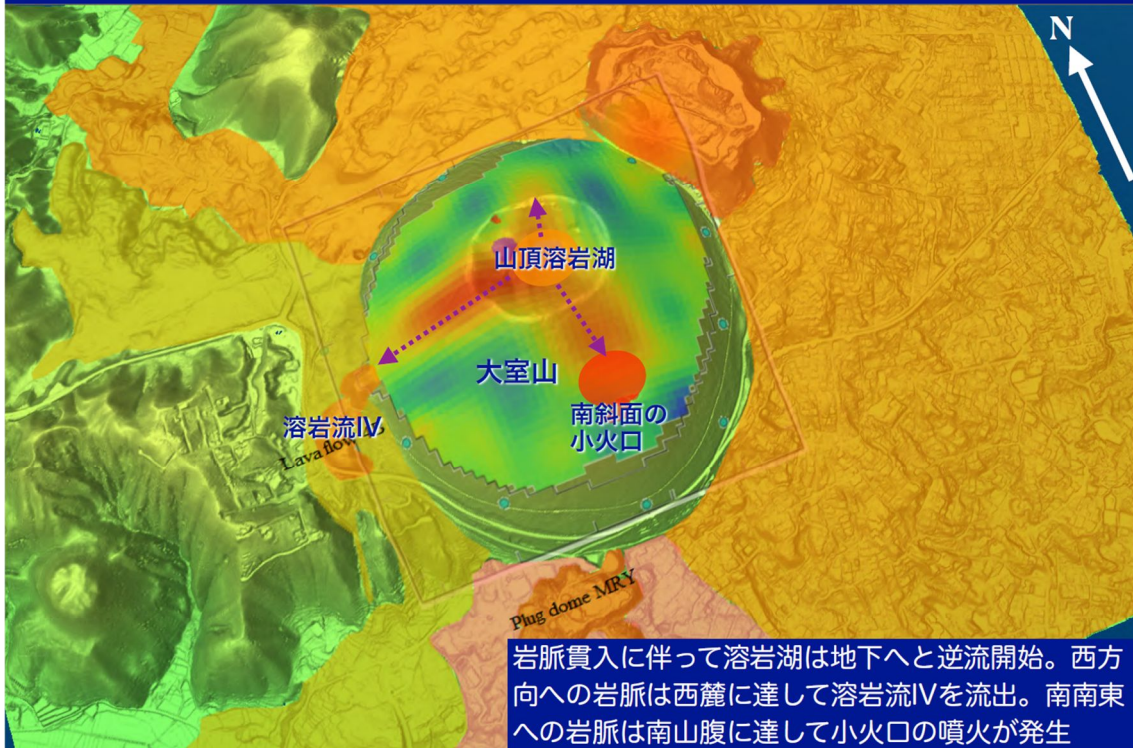 N
山頂溶岩湖
大室山
南斜面の
小火口
溶岩流IV
Lava flow
Plug dome MRY
岩脈貫入に伴って溶岩湖は地下へと逆流開始。西方
向への岩脈は西麓に達して溶岩流IVを流出。南南東
への岩脈は南山腹に達して小火口の噴火が発生